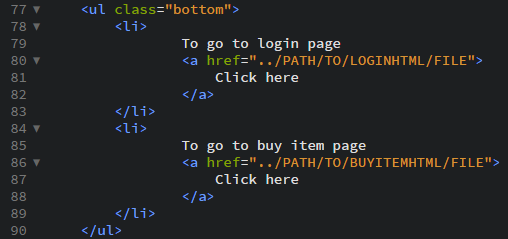 77 ▼ <ul class="bottom">
78 ▼ <li>
79 To go to login page
80 ▼ <a href="../PATH/TO/LOGINHTML/FILE">
81 Click here
82 </a>
83 </li>
84 ▼ <li>
85 To go to buy item page
86 ▼ <a href="../PATH/TO/BUYITEMHTML/FILE">
87 Click here
88 </a>
89 </li>
90 </ul>